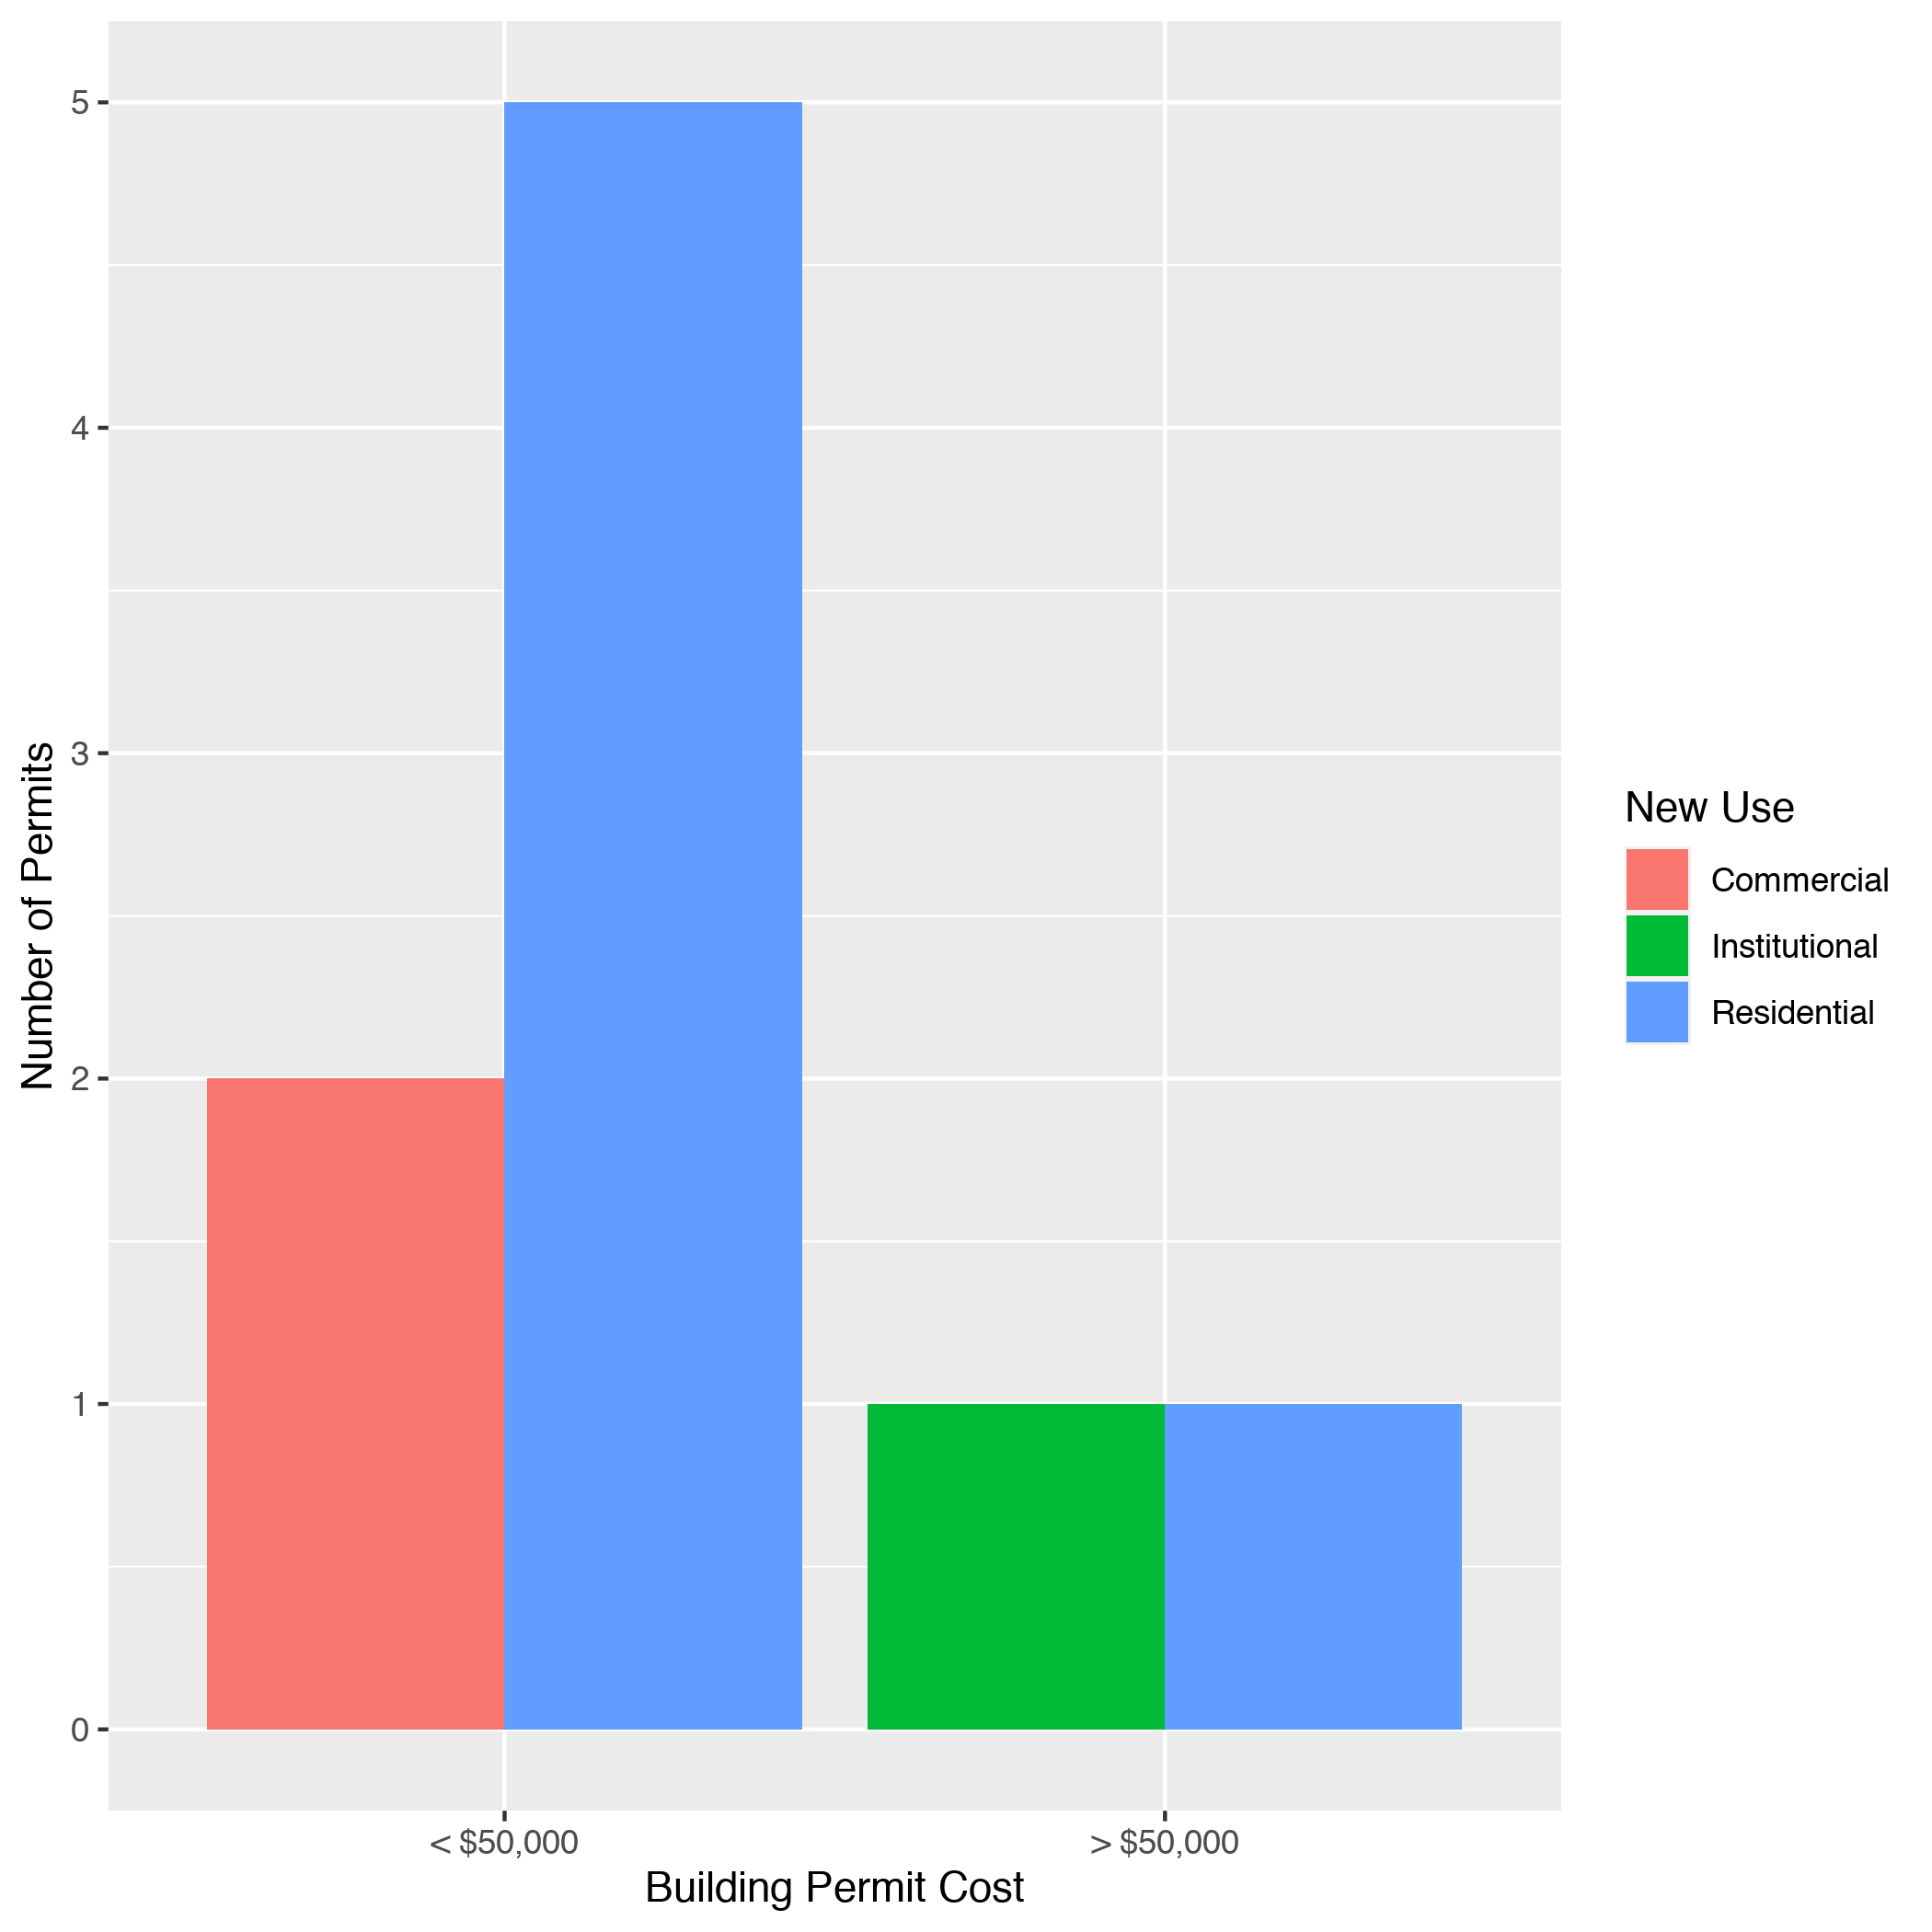 5
4
3
2
1
0
Number of Permits
< $50,000
> $50,000
Building Permit Cost
New Use
Commercial
Institutional
Residential